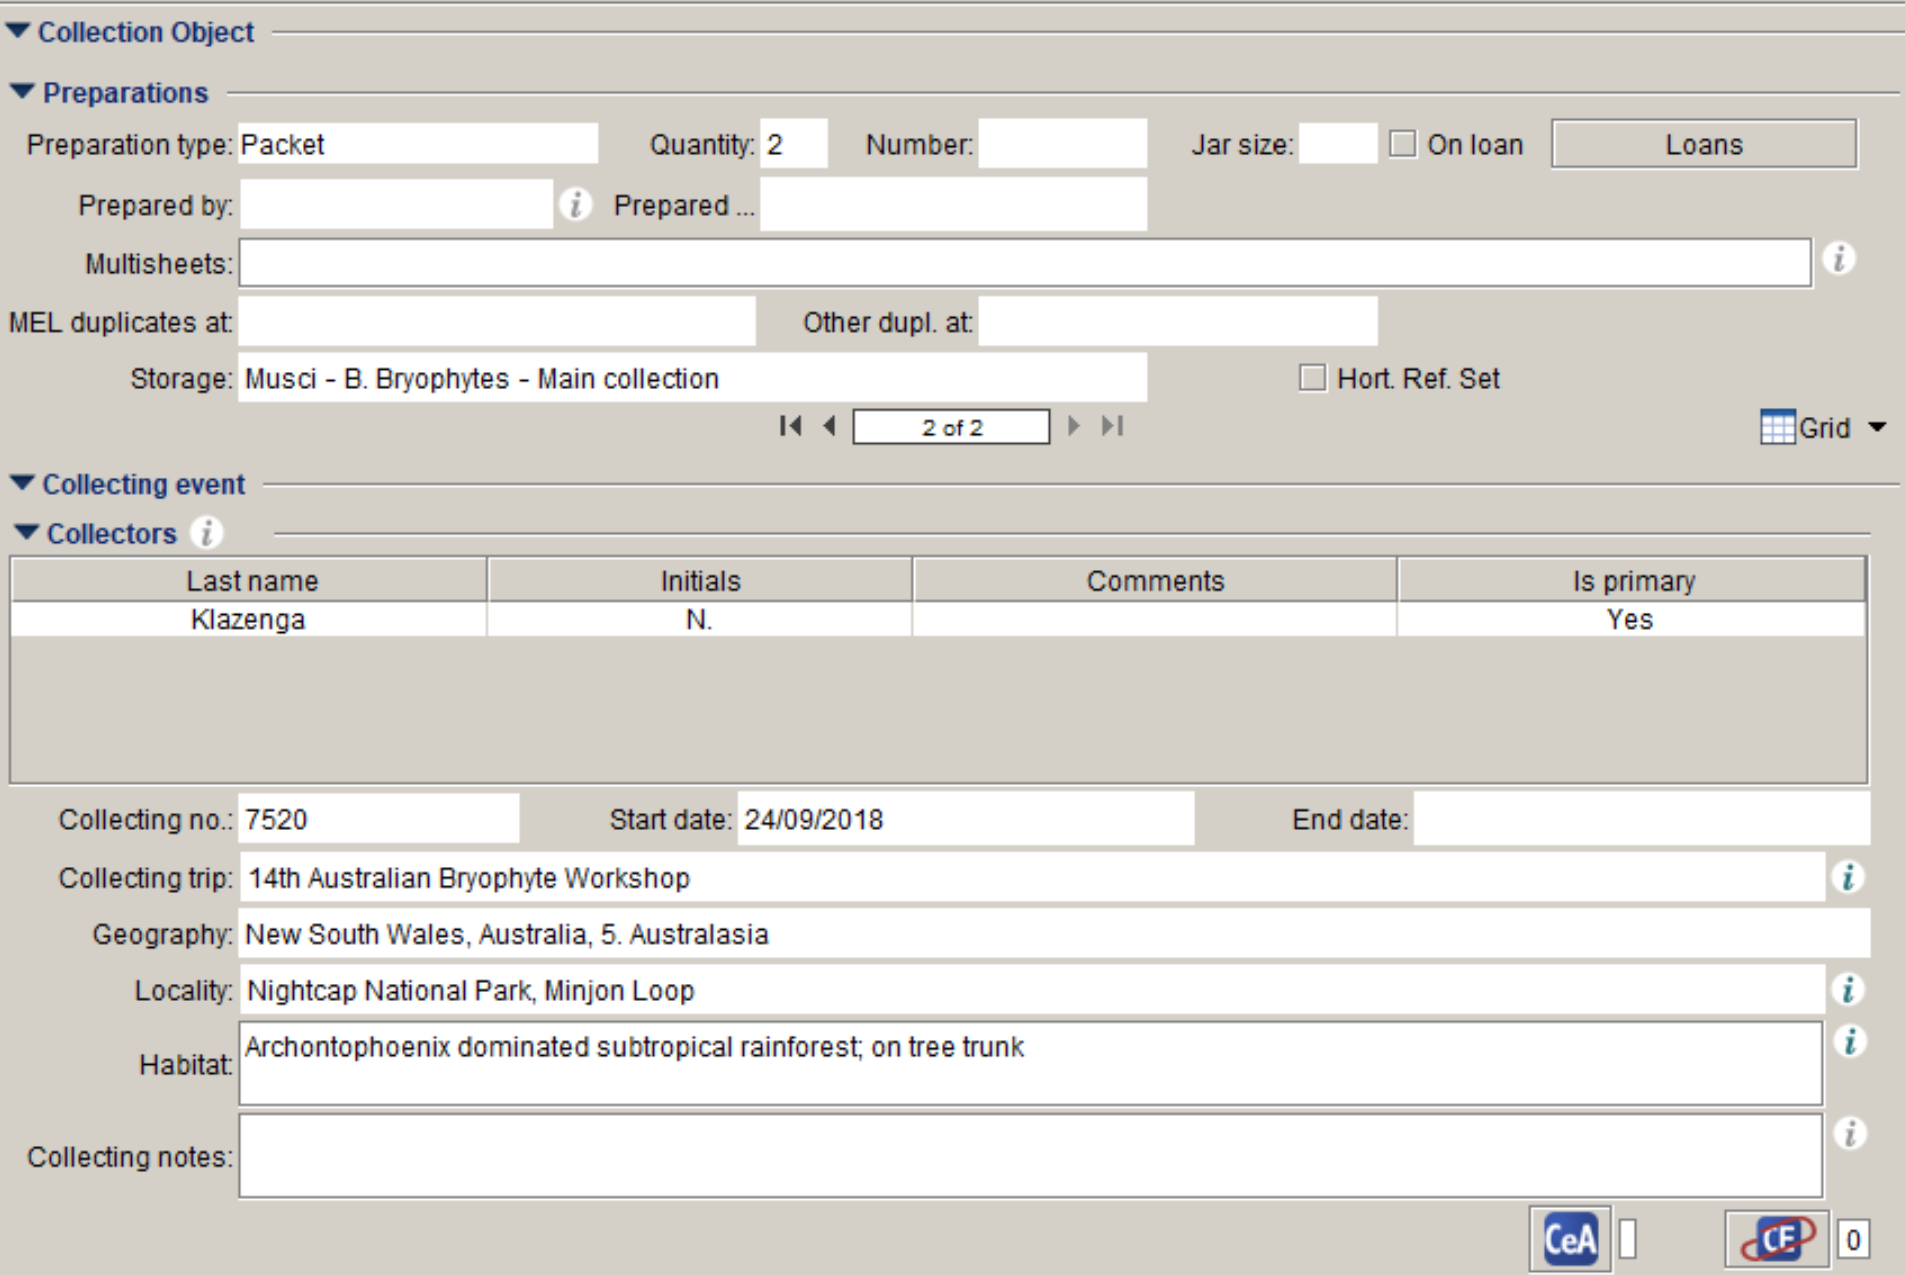 Collection Object
Preparations
Preparation type: Packet Quantity: 2 Number: Jar size: On loan Loans
Prepared by: i Prepared ...
Multisheets: i
MEL duplicates at: Other dupl. at:
Storage: Musci - B. Bryophytes - Main collection Hort. Ref. Set
2 of 2 Grid
Collecting event
Collectors i
Last name Initials Comments Is primary
Klazenga N. Yes
Collecting no.: 7520 Start date: 24/09/2018 End date:
Collecting trip: 14th Australian Bryophyte Workshop i
Geography: New South Wales, Australia, 5. Australasia
Locality: Nightcap National Park, Minjon Loop i
Habitat: Archontophoenix dominated subtropical rainforest; on tree trunk i
Collecting notes: i
CeA CE 0